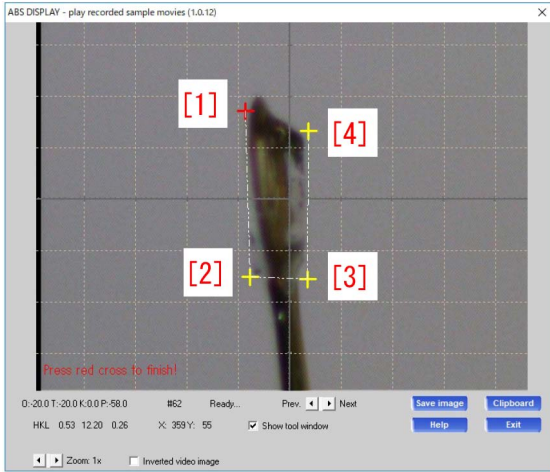 ABS DISPLAY - play recorded sample movies (1.0.12)
[1]
[4]
[2]
[3]
Press red cross to finish!
O:-20.0 T:-20.0 K:0.0 P:-58.0 #62 Ready... Prev. Next Save image Clipboard
HKL 0.53 12.20 0.26 X: 359 Y: 55 Show tool window Help Exit
Zoom: 1x Inverted video image